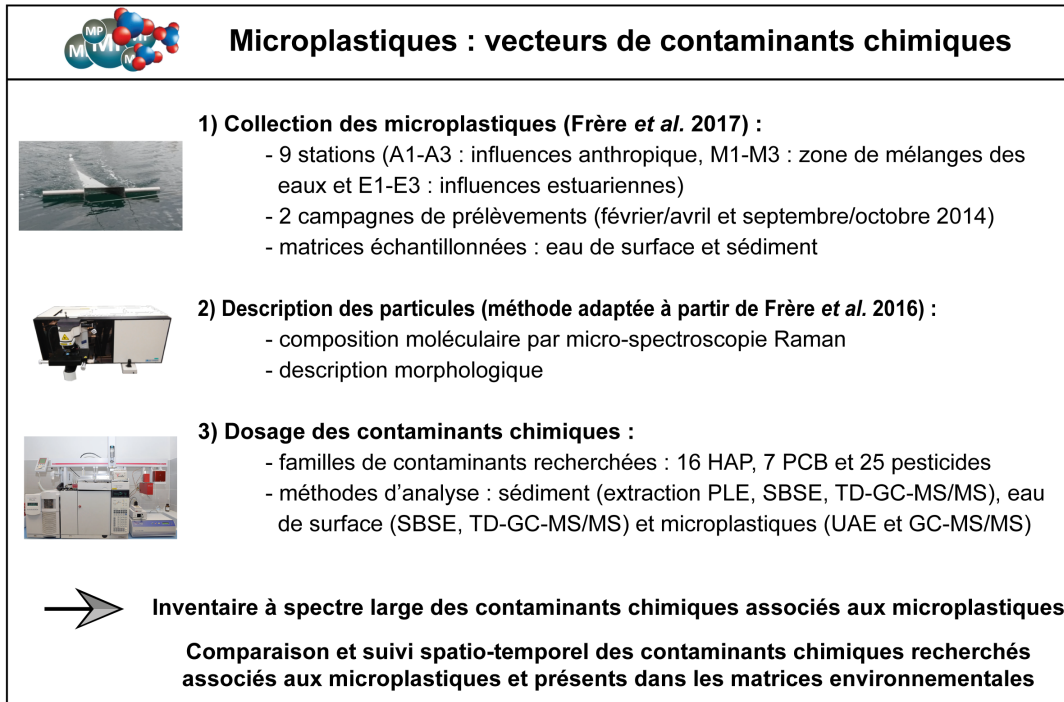 MP
M
MP
M
Microplastiques : vecteurs de contaminants chimiques
1) Collection des microplastiques (Frère et al. 2017) :
- 9 stations (A1-A3 : influences anthropique, M1-M3 : zone de mélanges des
eaux et E1-E3 : influences estuariennes)
- 2 campagnes de prélèvements (février/avril et septembre/octobre 2014)
- matrices échantillonnées : eau de surface et sédiment
2) Description des particules (méthode adaptée à partir de Frère et al. 2016) :
- composition moléculaire par micro-spectroscopie Raman
- description morphologique
3) Dosage des contaminants chimiques :
- familles de contaminants recherchées : 16 HAP, 7 PCB et 25 pesticides
- méthodes d'analyse : sédiment (extraction PLE, SBSE, TD-GC-MS/MS), eau
de surface (SBSE, TD-GC-MS/MS) et microplastiques (UAE et GC-MS/MS)
Inventaire à spectre large des contaminants chimiques associés aux microplastiques
Comparaison et suivi spatio-temporel des contaminants chimiques recherchés
associés aux microplastiques et présents dans les matrices environnementales